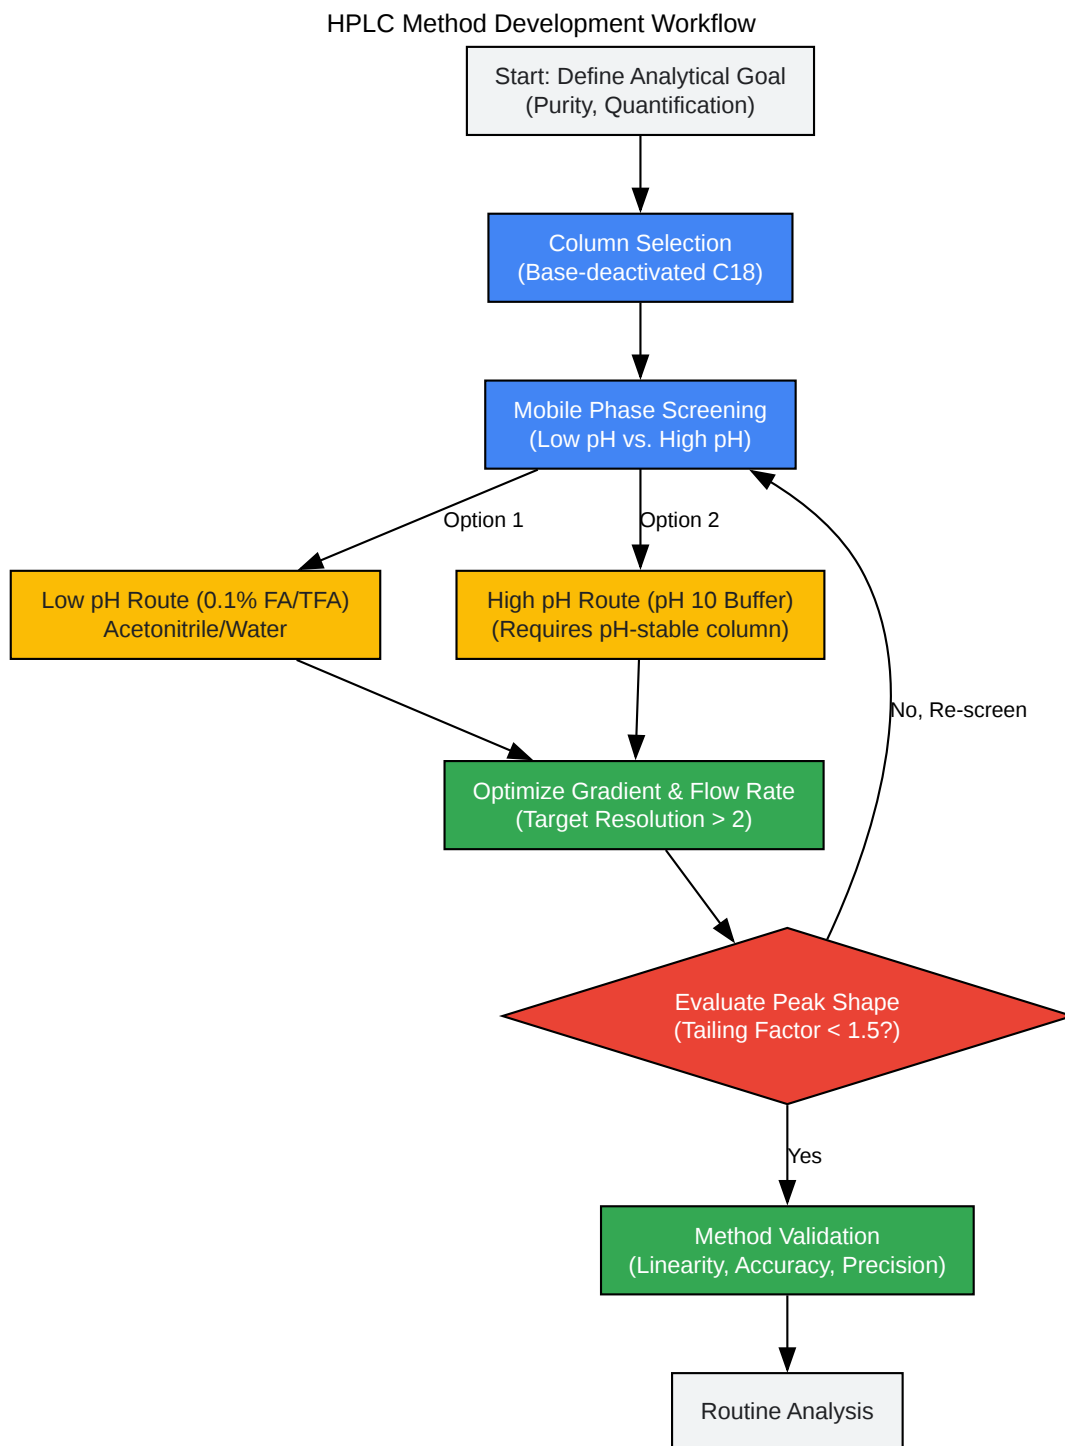 HPLC Method Development Workflow
Start: Define Analytical Goal
(Purity, Quantification)
Column Selection
(Base-deactivated C18)
Mobile Phase Screening
(Low pH vs. High pH)
Option 1
Option 2
Low pH Route (0.1% FA/TFA)
Acetonitrile/Water
High pH Route (pH 10 Buffer)
(Requires pH-stable column)
No, Re-screen
Optimize Gradient & Flow Rate
(Target Resolution > 2)
Evaluate Peak Shape
(Tailing Factor < 1.5?)
Yes
Method Validation
(Linearity, Accuracy, Precision)
Routine Analysis